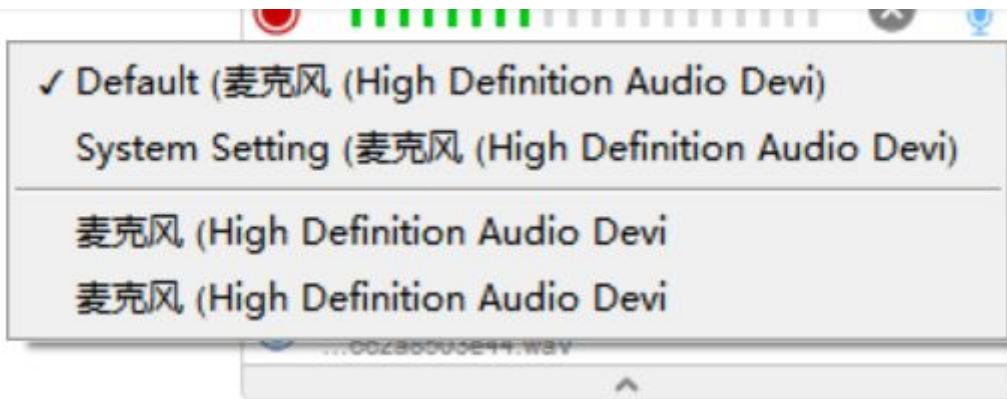 ✓ Default (麦克风 (High Definition Audio Devi)
System Setting (麦克风 (High Definition Audio Devi)
麦克风 (High Definition Audio Devi
麦克风 (High Definition Audio Devi